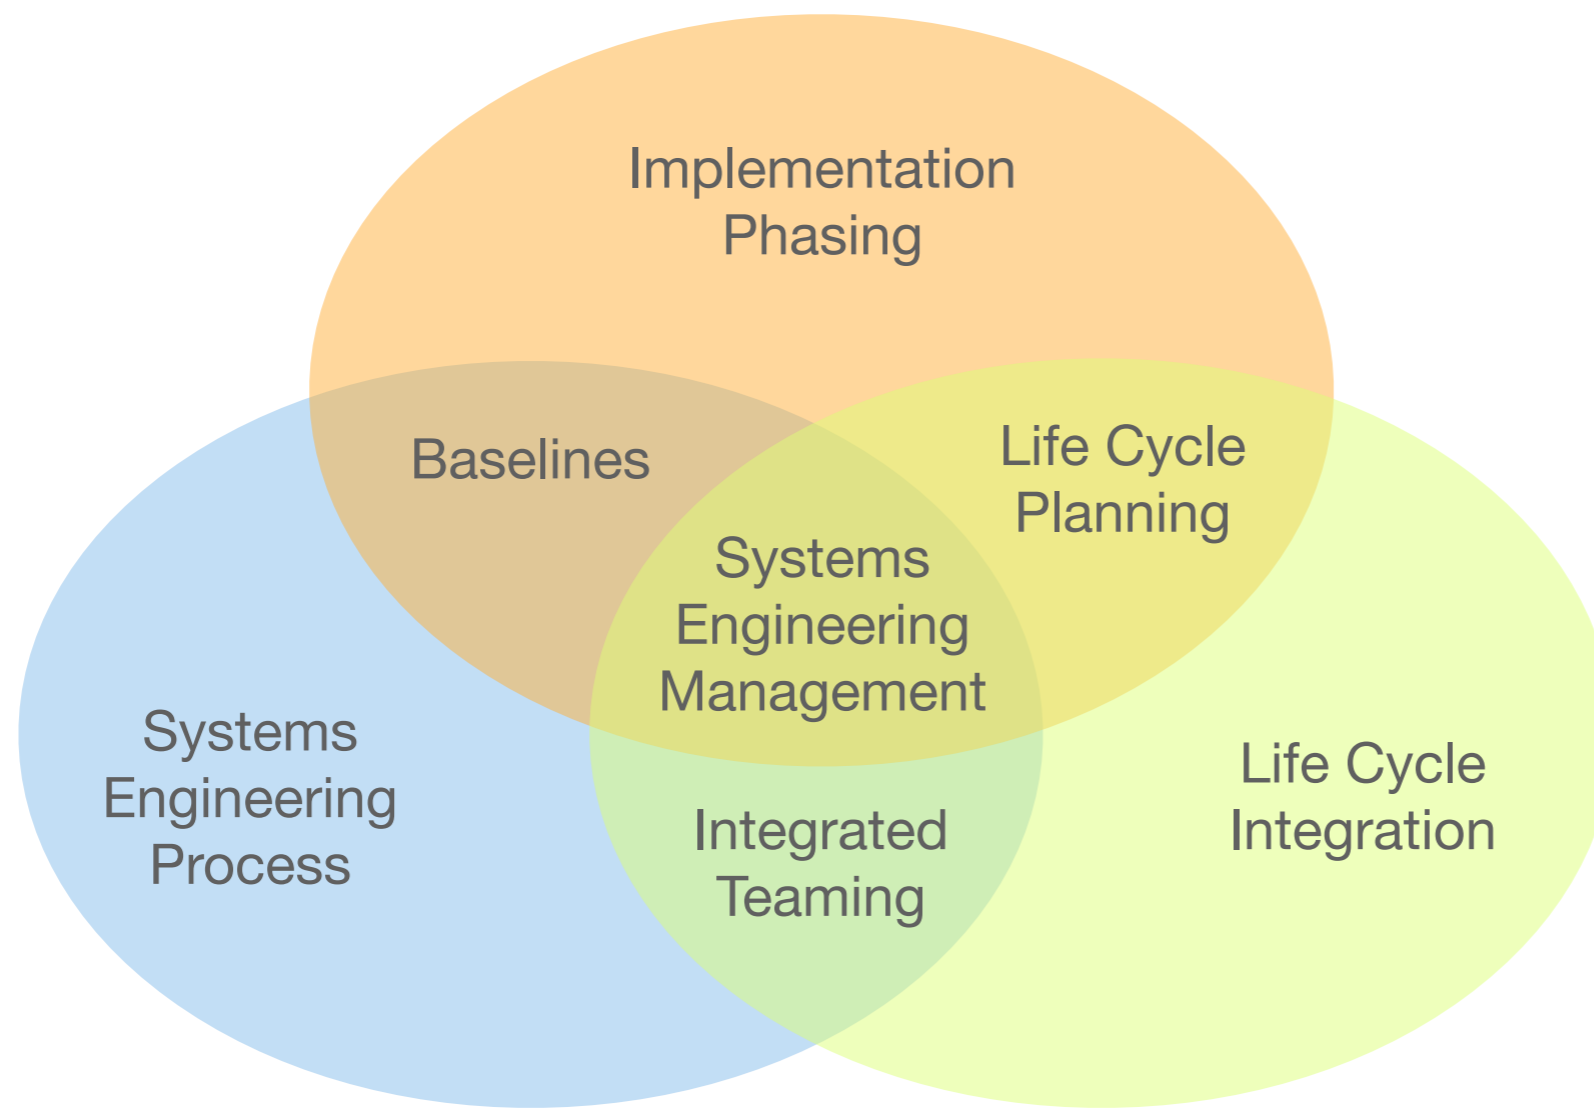 Implementation
Phasing
Baselines
Life Cycle
Planning
Systems
Engineering
Management
Systems
Engineering
Process
Life Cycle
Integration
Integrated
Teaming